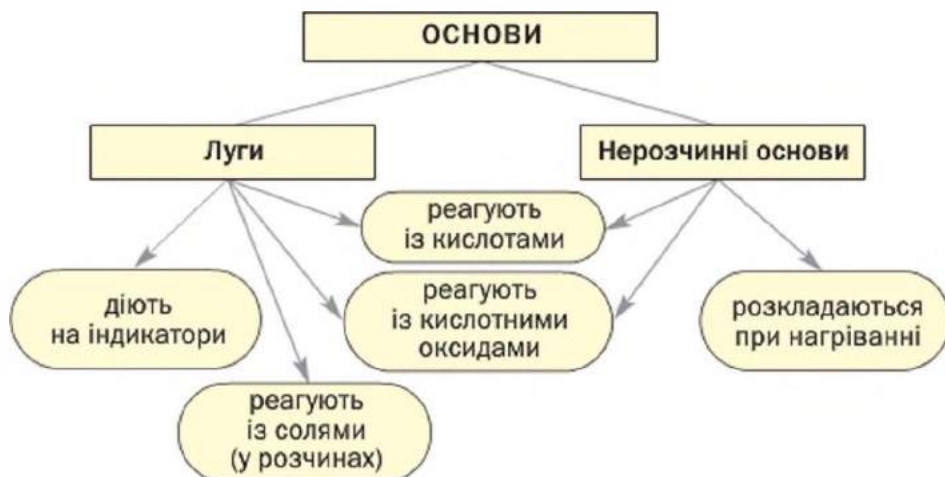 ОСНОВИ
Луги
Нерозчинні основи
реагують
із кислотами
діють
на індикатори
реагують
із кислотними
оксидами
розкладаються
при нагріванні
реагують
із солями
(у розчинах)